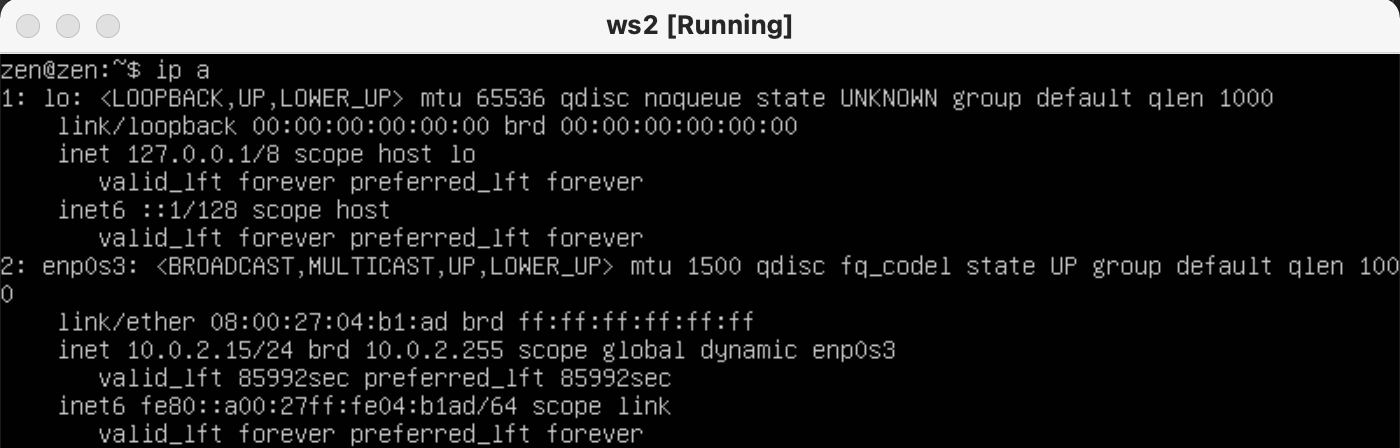 ws2 [Running]
zen@zen:~$ ip a
1: lo: <LOOPBACK,UP,LOWER_UP> mtu 65536 qdisc noqueue state UNKNOWN group default qlen 1000
    link/loopback 00:00:00:00:00:00 brd 00:00:00:00:00:00
    inet 127.0.0.1/8 scope host lo
       valid_lft forever preferred_lft forever
    inet6 ::1/128 scope host
       valid_lft forever preferred_lft forever
2: enp0s3: <BROADCAST,MULTICAST,UP,LOWER_UP> mtu 1500 qdisc fq_codel state UP group default qlen 100
0
    link/ether 08:00:27:04:b1:ad brd ff:ff:ff:ff:ff:ff
    inet 10.0.2.15/24 brd 10.0.2.255 scope global dynamic enp0s3
       valid_lft 85992sec preferred_lft 85992sec
    inet6 fe80::a00:27ff:fe04:b1ad/64 scope link
       valid_lft forever preferred_lft forever